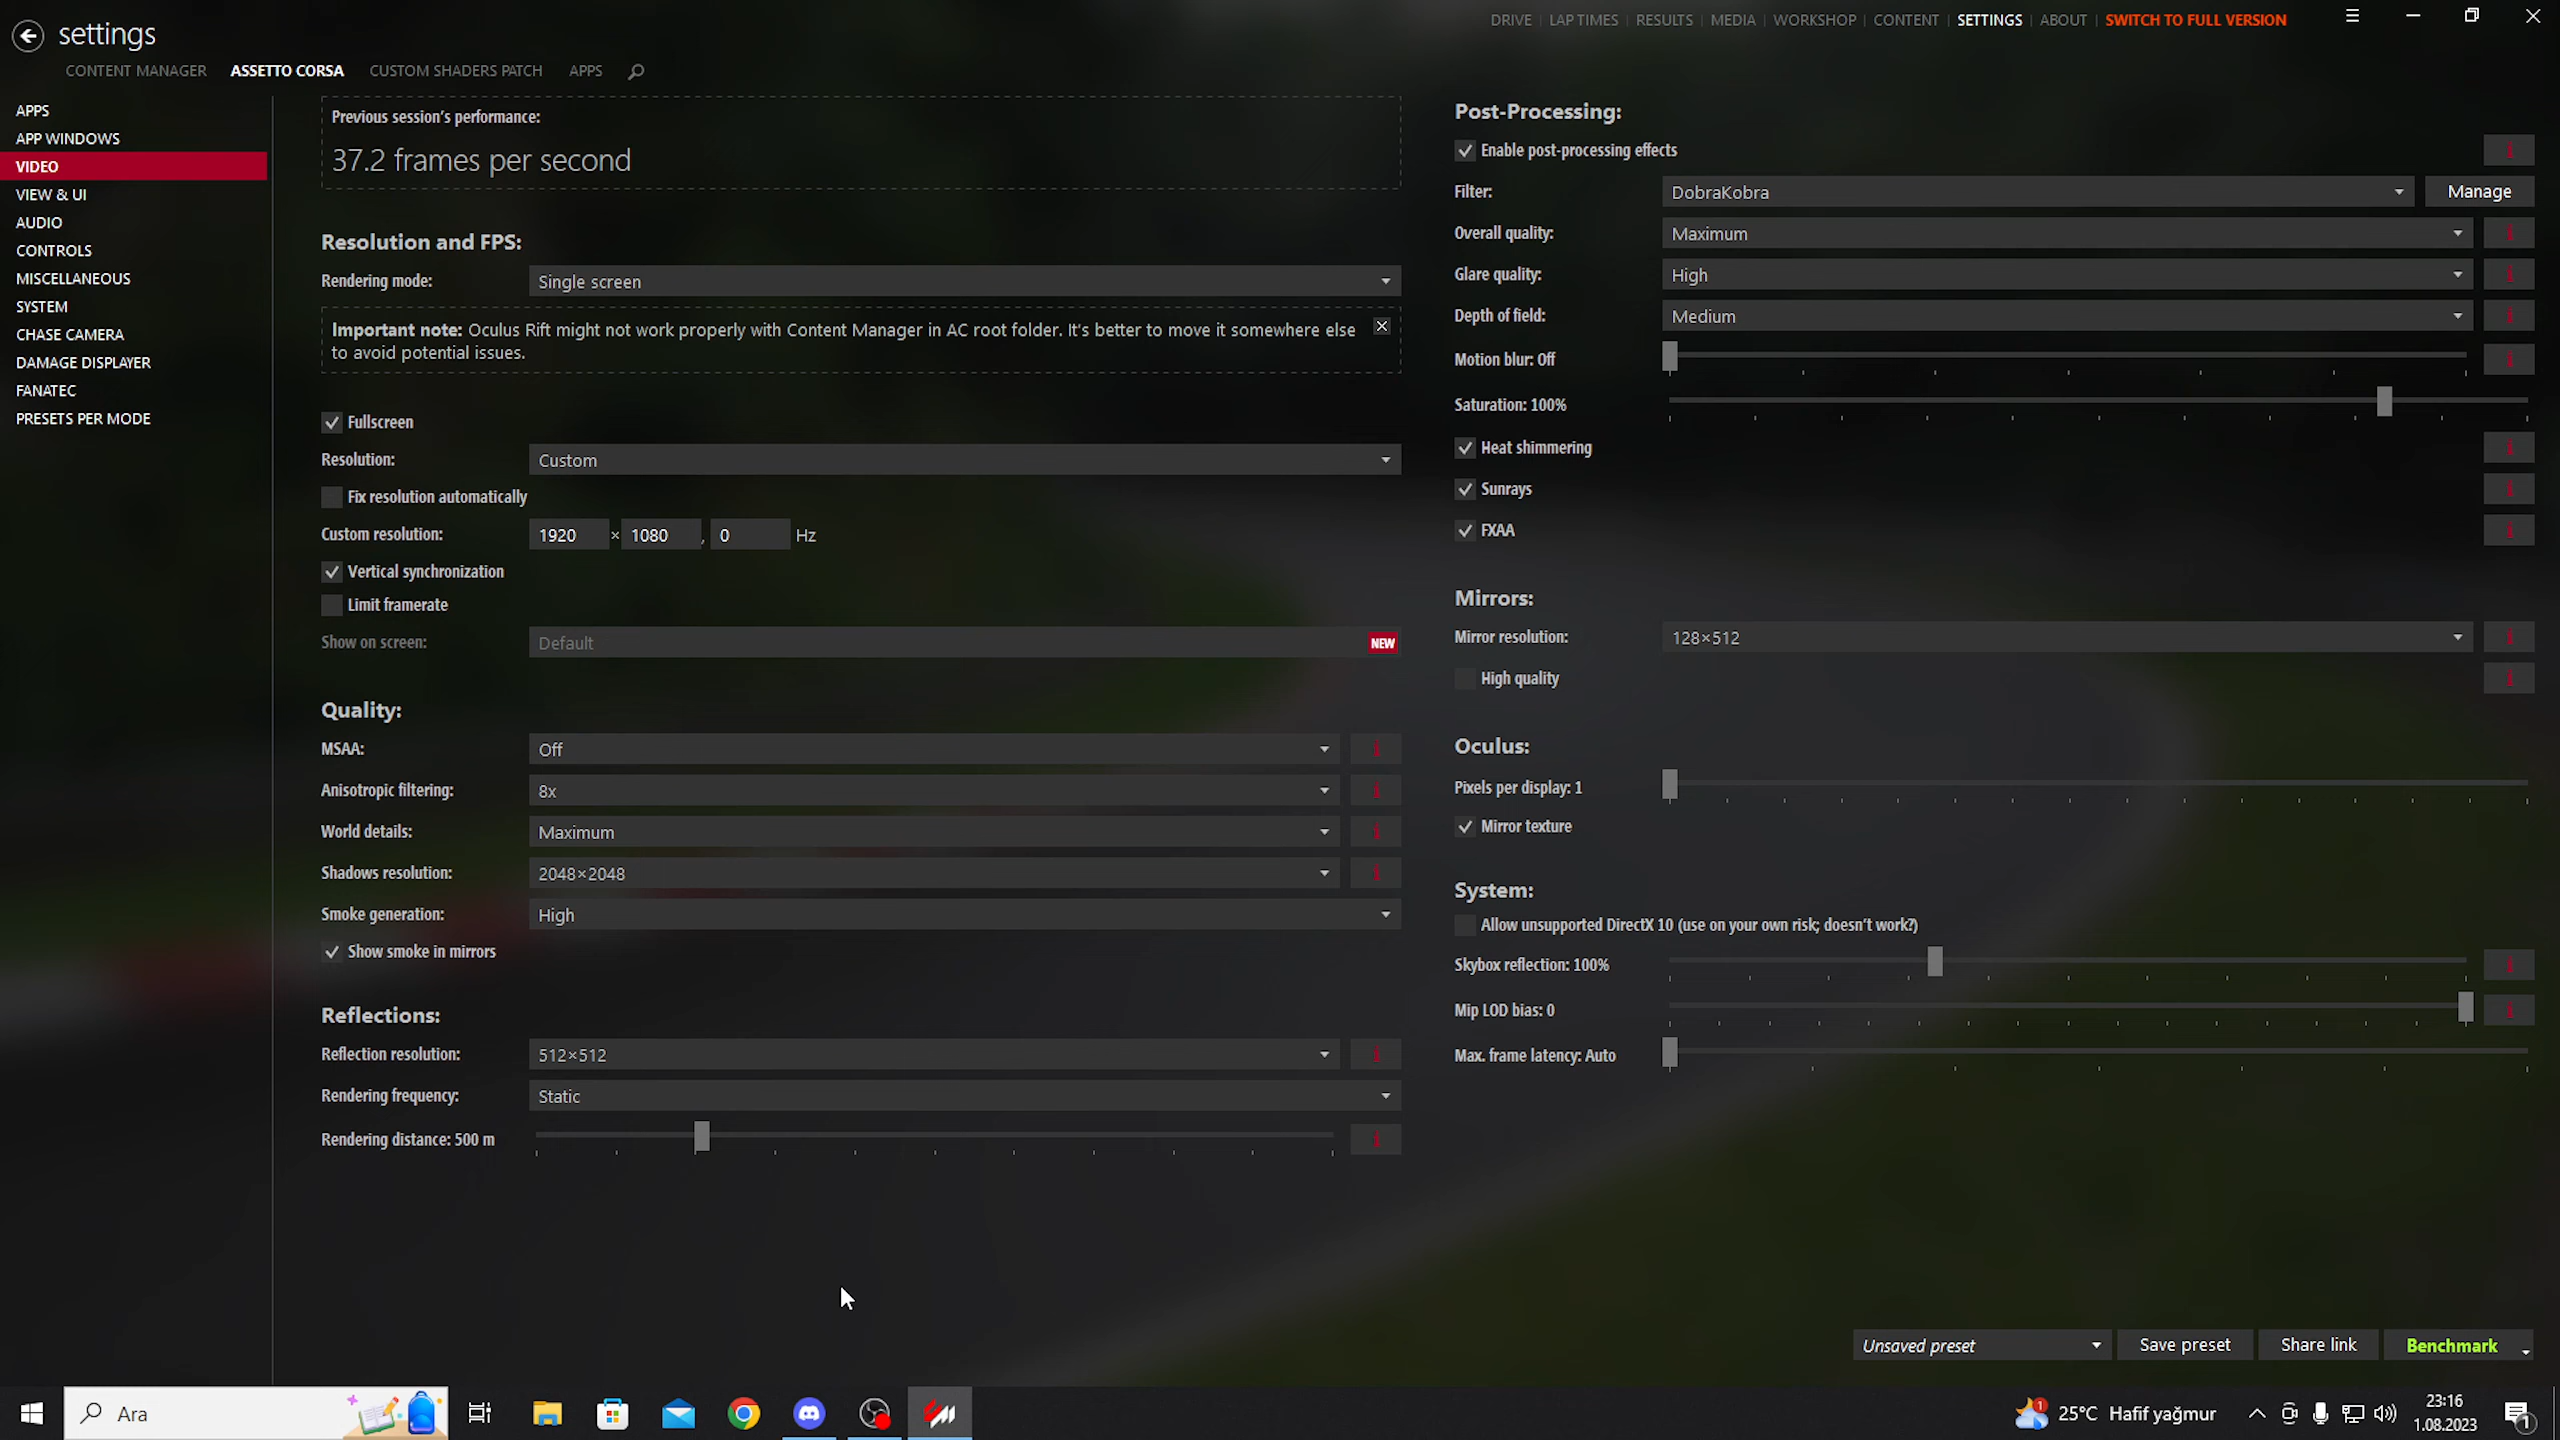 settings
DRIVE | LAP TIMES | RESULTS | MEDIA | WORKSHOP | CONTENT | SETTINGS | ABOUT | SWITCH TO FULL VERSION
CONTENT MANAGER ASSETTO CORSA CUSTOM SHADERS PATCH APPS
APPS
APP WINDOWS
VIDEO
VIEW & UI
AUDIO
CONTROLS
MISCELLANEOUS
SYSTEM
CHASE CAMERA
DAMAGE DISPLAYER
FANATEC
PRESETS PER MODE
Previous session's performance:
37.2 frames per second
Resolution and FPS:
Rendering mode: Single screen
Important note: Oculus Rift might not work properly with Content Manager in AC root folder. It's better to move it somewhere else
to avoid potential issues.
Fullscreen
Resolution: Custom
Fix resolution automatically
Custom resolution: 1920 × 1080 , 0 Hz
Vertical synchronization
Limit framerate
Show on screen: Default NEW
Quality:
MSAA: Off
Anisotropic filtering: 8x
World details: Maximum
Shadows resolution: 2048×2048
Smoke generation: High
Show smoke in mirrors
Reflections:
Reflection resolution: 512×512
Rendering frequency: Static
Rendering distance: 500 m
Post-Processing:
Enable post-processing effects
Filter: DobraKobra Manage
Overall quality: Maximum
Glare quality: High
Depth of field: Medium
Motion blur: Off
Saturation: 100%
Heat shimmering
Sunrays
FXAA
Mirrors:
Mirror resolution: 128×512
High quality
Oculus:
Pixels per display: 1
Mirror texture
System:
Allow unsupported DirectX 10 (use on your own risk; doesn't work?)
Skybox reflection: 100%
Mip LOD bias: 0
Max. frame latency: Auto
Unsaved preset Save preset Share link Benchmark
Ara
1 25°C Hafif yağmur
23:16
1.08.2023
1